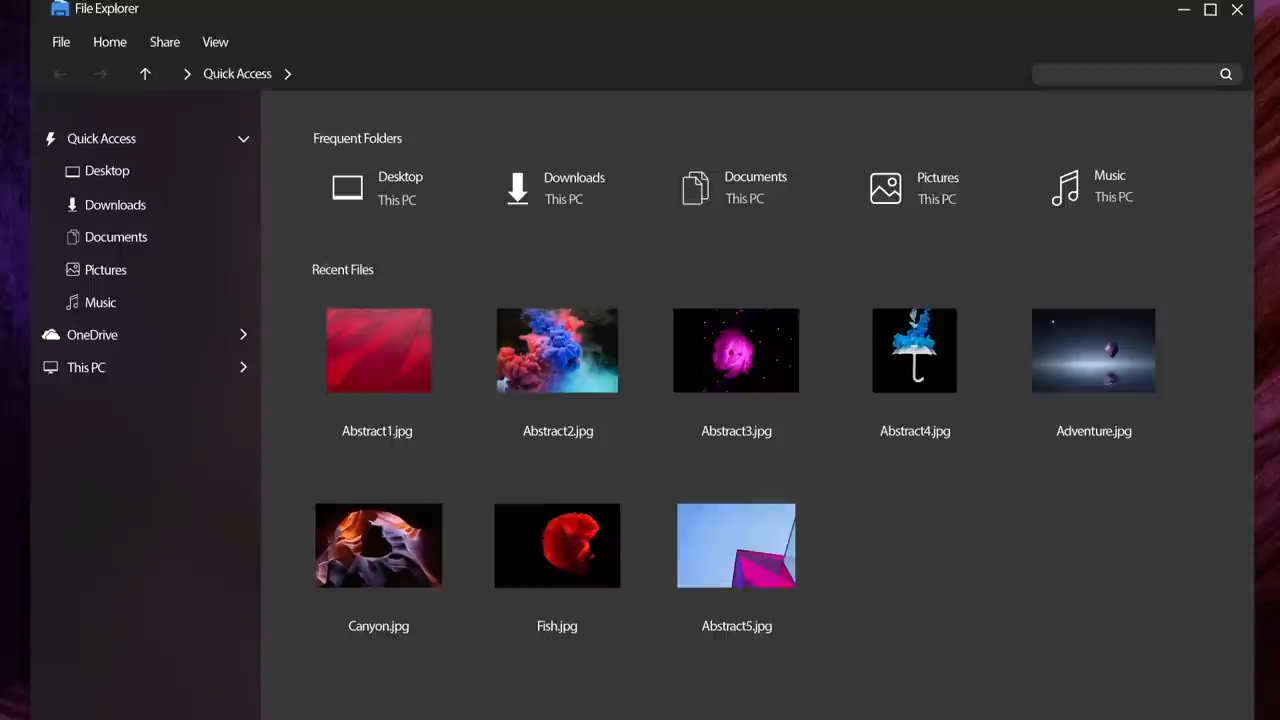 File Explorer
File Home Share View
Quick Access
Quick Access
Desktop
Downloads
Documents
Pictures
Music
OneDrive
This PC
Frequent Folders
Desktop
This PC
Downloads
This PC
Documents
This PC
Pictures
This PC
Music
This PC
Recent Files
Abstract1.jpg
Abstract2.jpg
Abstract3.jpg
Abstract4.jpg
Adventure.jpg
Canyon.jpg
Fish.jpg
Abstract5.jpg